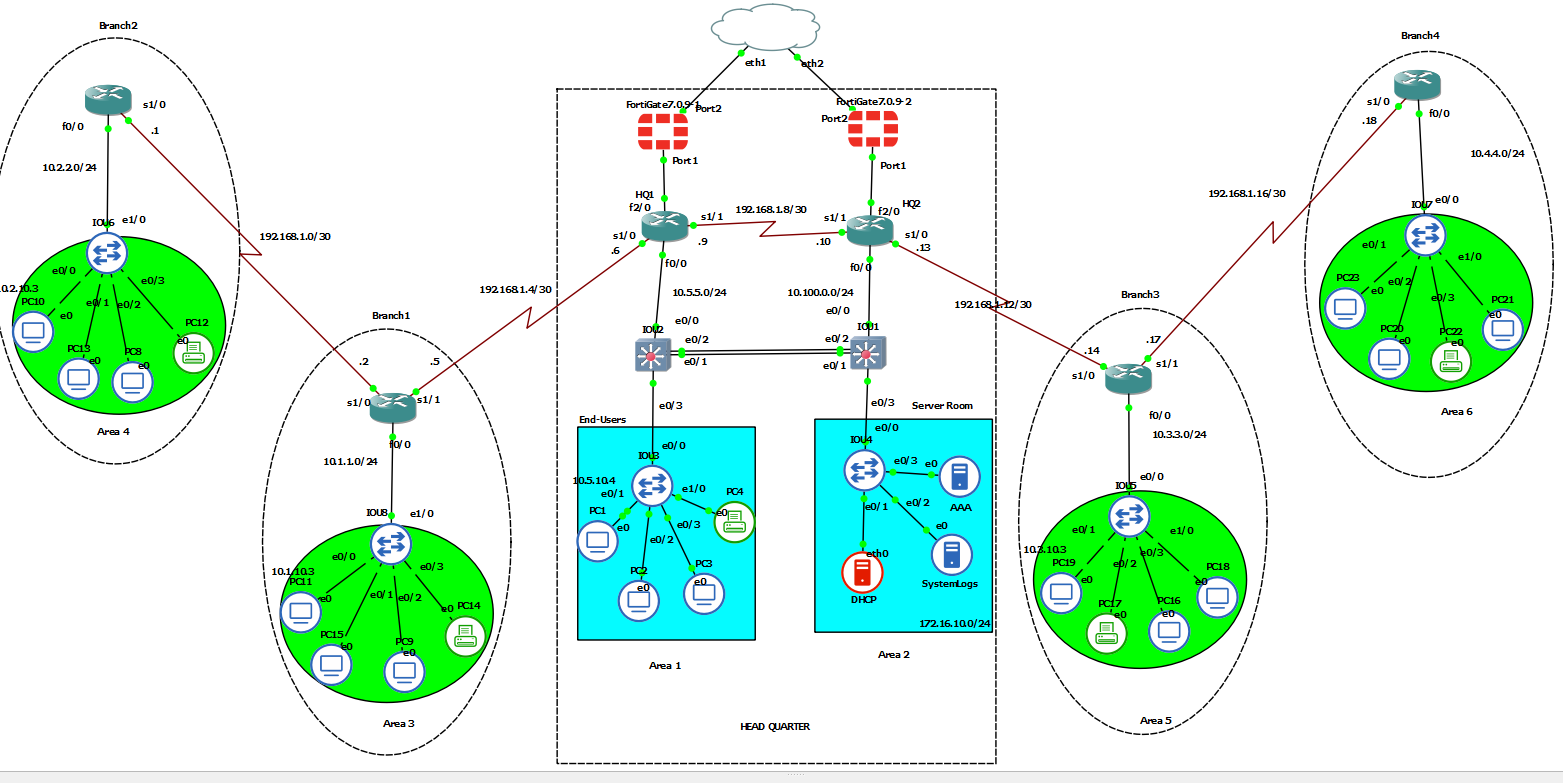 Branch2
s1/0
f0/0
.1
10.2.2.0/24
IOU6
e1/0
e0/0
e0/3
0.2.10.3
PC10
e0
e0/1
e0/2
PC12
e0
PC13
e0
PC8
e0
Area 4
192.168.1.0/30
Branch1
.2
.5
s1/0
s1/1
f0/0
10.1.1.0/24
IOU8
e1/0
e0/0
e0/3
10.1.10.3
PC11
e0
e0/1
e0/2
e0
PC14
PC15
e0
PC9
e0
Area 3
192.168.1.4/30
eth1
eth2
FortiGate7.0.9-1
Port2
FortiGate7.0.9-2
Port2
Port1
Port1
HQ1
f2/0
s1/1
192.168.1.8/30
s1/1
f2/0
HQ2
s1/0
.6
.9
.10
s1/0
.13
f0/0
f0/0
10.5.5.0/24
10.100.0.0/24
e0/0
e0/0
IOU2
IOU1
e0/2
e0/2
e0/1
e0/1
e0/3
e0/3
End-Users
Server Room
e0/0
e0/0
IOU3
IOU4
10.5.10.4
e0/1
e1/0
PC4
PC1
e0
e0
e0/3
e0/2
PC2
e0
PC3
e0
Area 1
e0/3
e0
AAA
e0/1
e0/2
e0
eth0
DHCP
SystemLogs
172.16.10.0/24
Area 2
HEAD QUARTER
192.168.1.12/30
Branch3
.14
.17
s1/0
s1/1
f0/0
10.3.3.0/24
e0/0
IOU5
e0/1
e1/0
10.3.10.3
PC19
e0
e0/3
e0/2
PC18
e0
PC17
e0
PC16
e0
Area 5
192.168.1.16/30
Branch4
s1/0
.18
f0/0
10.4.4.0/24
IOU7
e0/0
e0/1
e1/0
PC23
e0
e0/2
e0/3
PC21
e0
PC20
e0
PC22
e0
Area 6